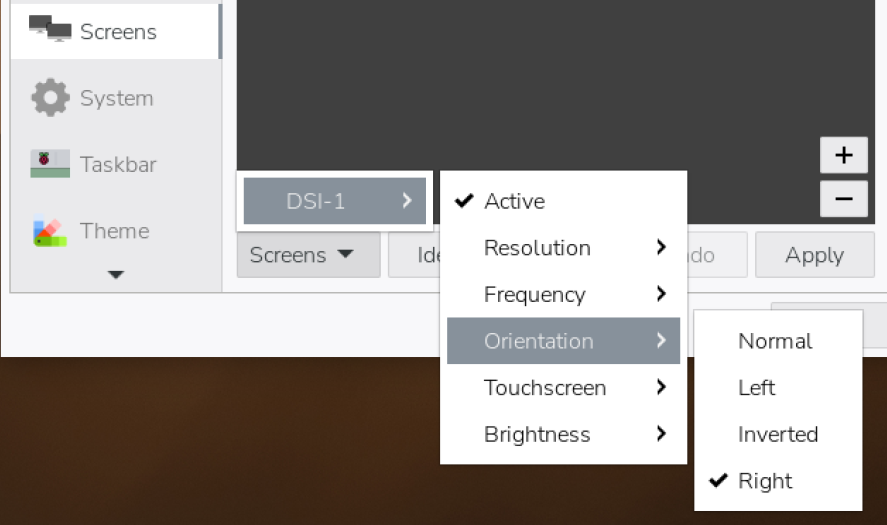 Screens
System
Taskbar
Theme
+
−
DSI-1
Screens
Apply
Active
Resolution
Frequency
Orientation
Touchscreen
Brightness
Normal
Left
Inverted
Right